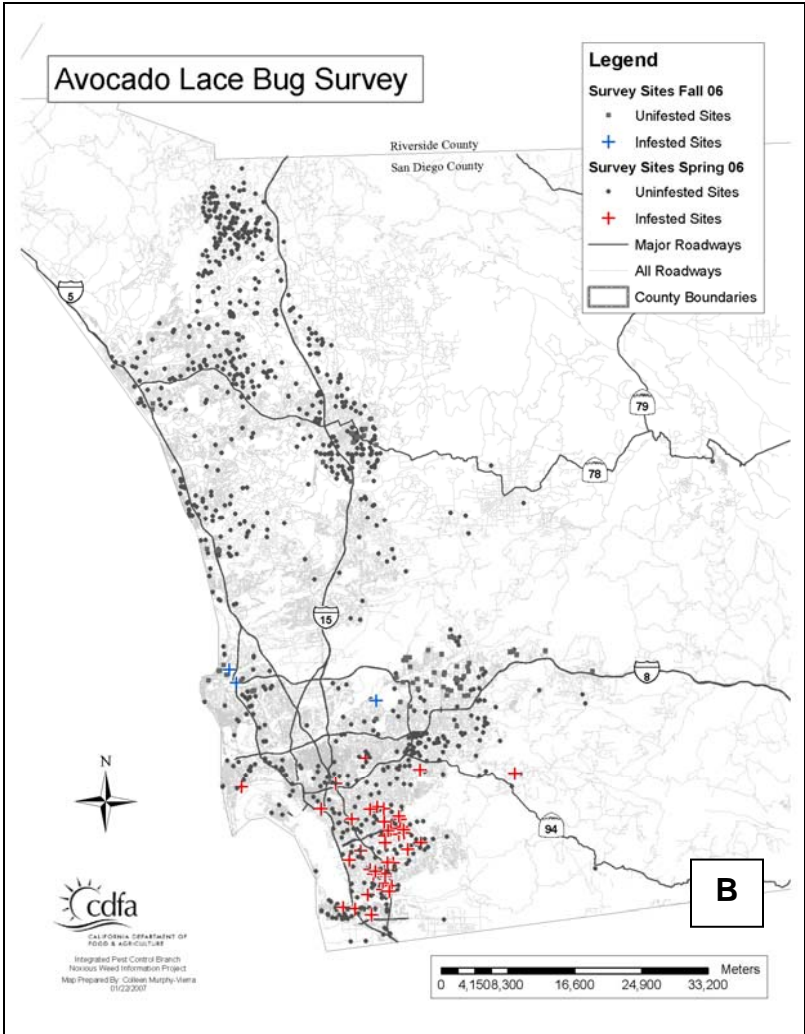 Avocado Lace Bug Survey
Legend
Survey Sites Fall 06
Unifested Sites
Infested Sites
Survey Sites Spring 06
Uninfested Sites
Infested Sites
Major Roadways
All Roadways
County Boundaries
Riverside County
San Diego County
5
79
78
15
8
N
94
B
cdfa
CALIFORNIA DEPARTMENT OF
FOOD & AGRICULTURE
Integrated Pest Control Branch
Noxious Weed Information Project
Map Prepared By: Colleen Murphy-Vierra
01/22/2007
Meters
0 4,150 8,300 16,600 24,900 33,200